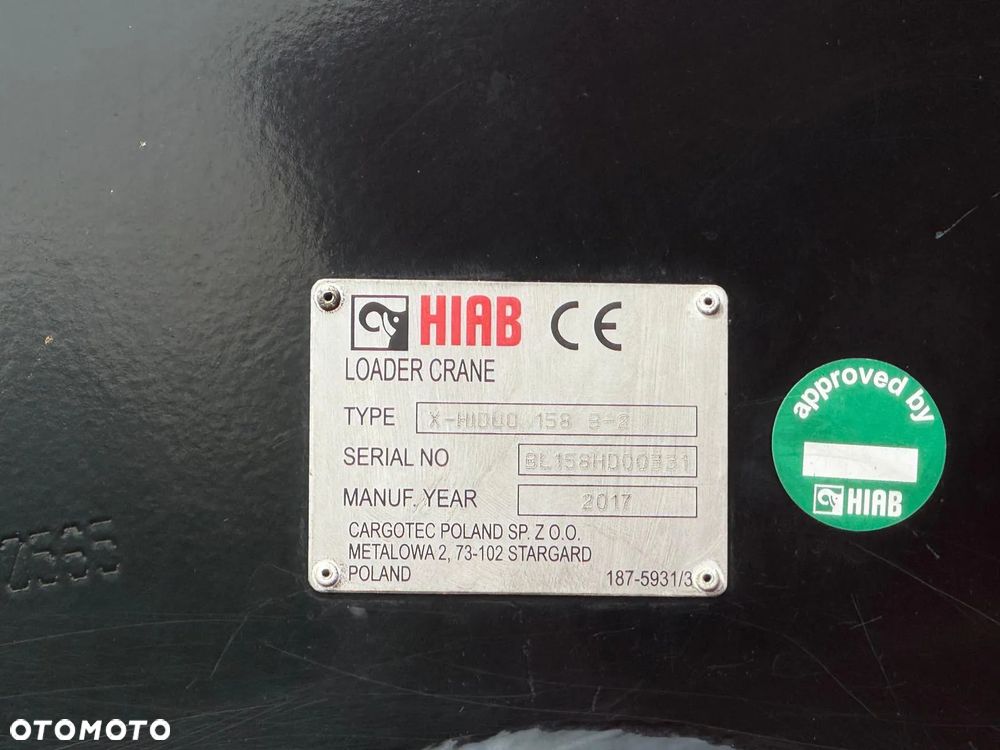 HIAB CE
LOADER CRANE
TYPE X-HIDUO 158 B-2
SERIAL NO BL158HD00331
MANUF. YEAR 2017
CARGOTEC POLAND SP. Z O.O.
METALOWA 2, 73-102 STARGARD
POLAND 187-5931/3
approved by
HIAB
OTOMOTO